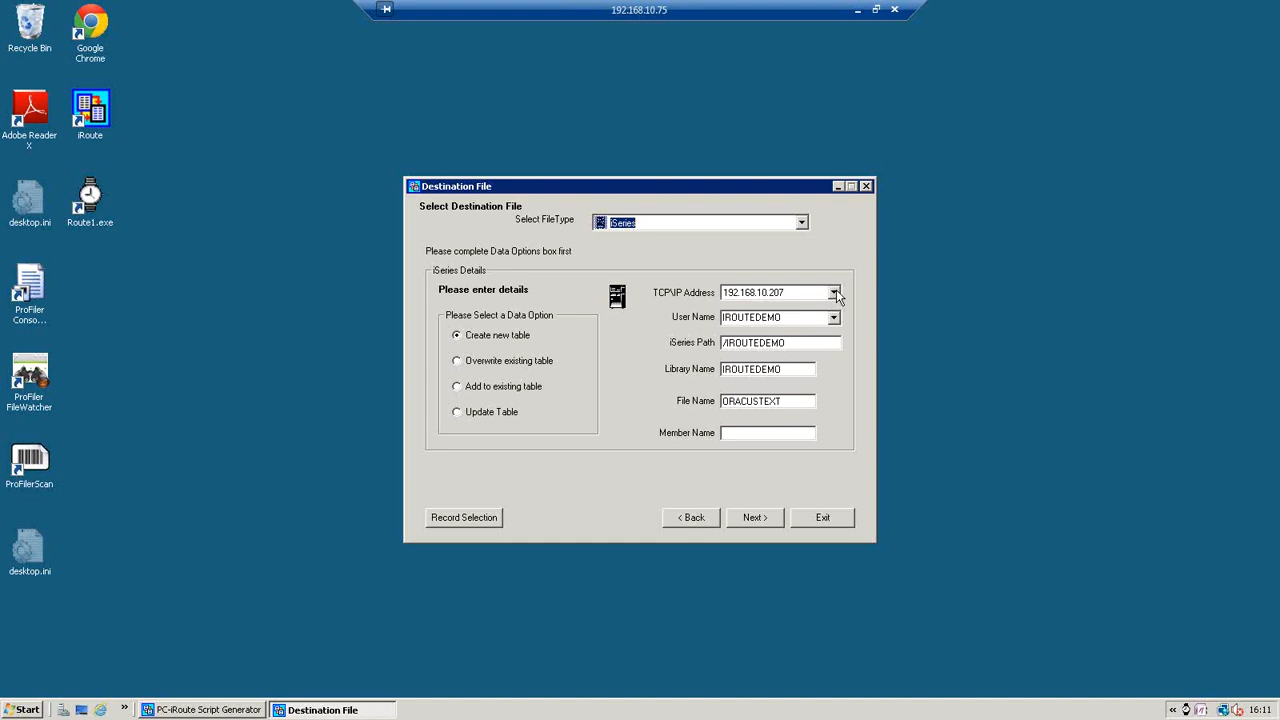 192.168.10.75
Recycle Bin
Google
Chrome
Adobe Reader
X
iRoute
desktop.ini
Route1.exe
ProFiler
Conso...
ProFiler
FileWatcher
ProFilerScan
desktop.ini
Destination File
Select Destination File
Select FileType
iSeries
Please complete Data Options box first
iSeries Details
Please enter details
Please Select a Data Option
Create new table
Overwrite existing table
Add to existing table
Update Table
TCP\IP Address
192.168.10.207
User Name
IROUTEDEMO
iSeries Path
/IROUTEDEMO
Library Name
IROUTEDEMO
File Name
ORACUSTEXT
Member Name
Record Selection
< Back
Next >
Exit
Start
»
PC-iRoute Script Generator
Destination File
«
16:11